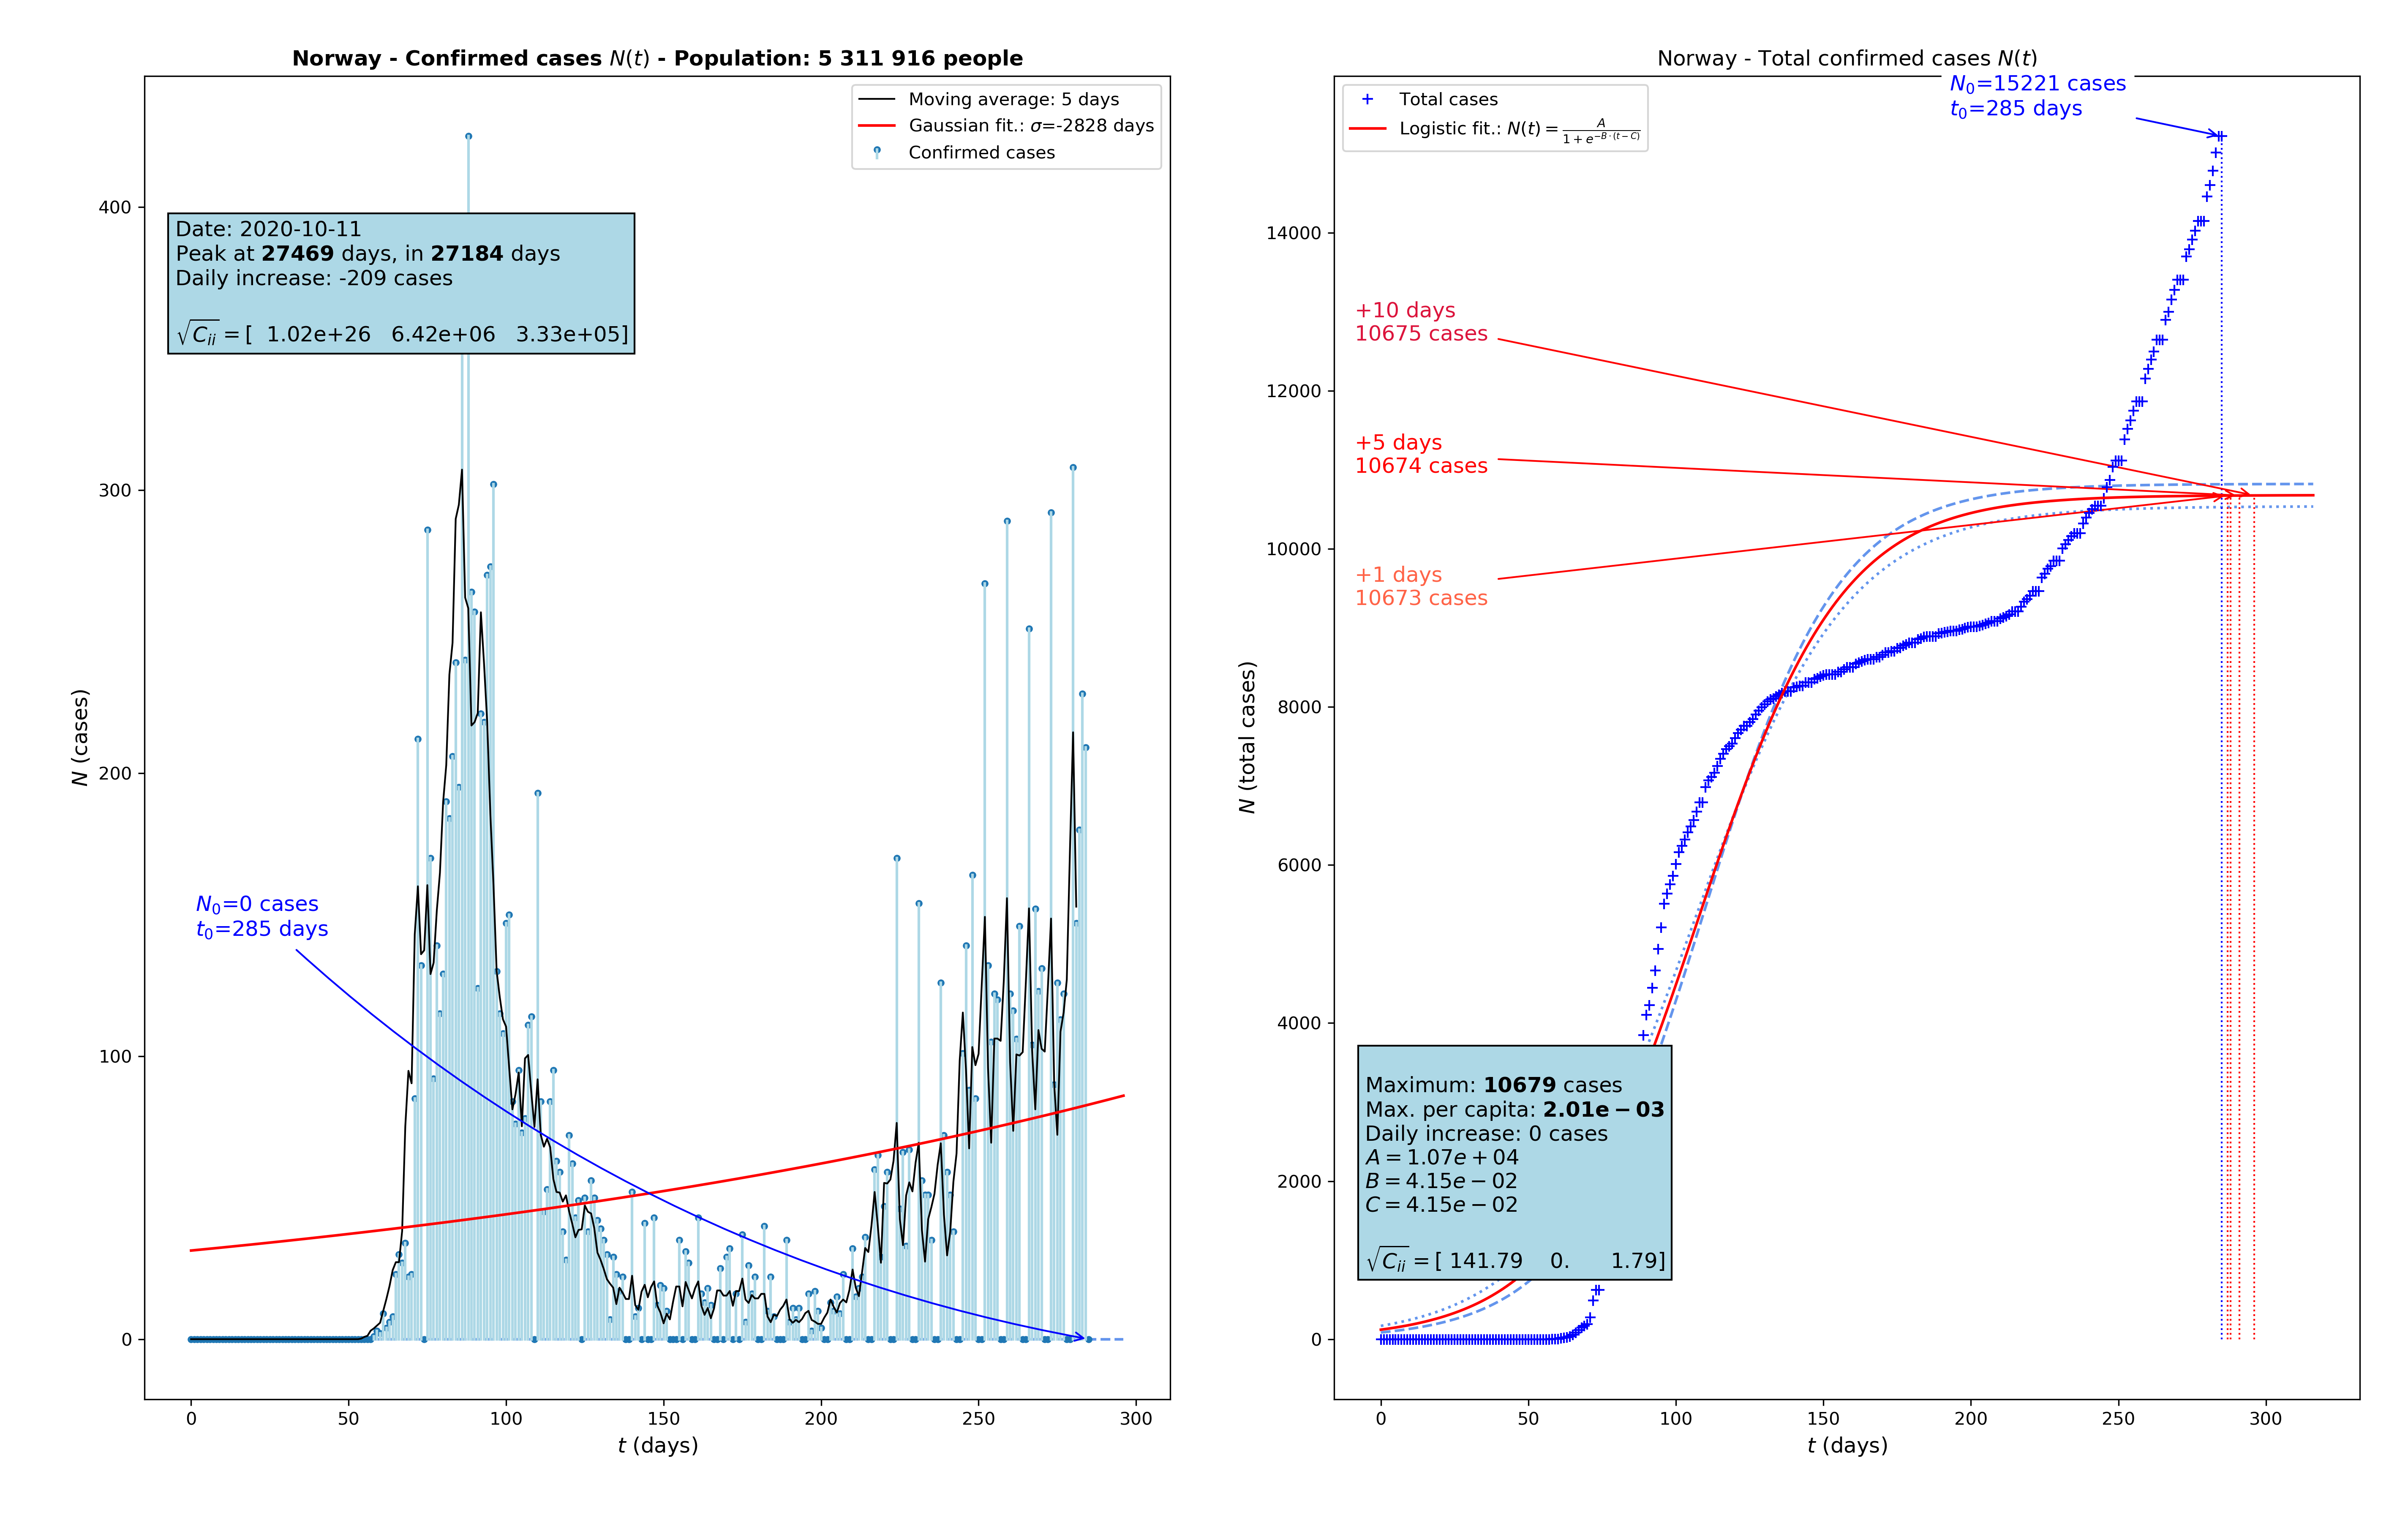 Norway - Confirmed cases N(t) - Population: 5 311 916 people
Moving average: 5 days
Gaussian fit.: σ=-2828 days
Confirmed cases
Date: 2020-10-11
Peak at 27469 days, in 27184 days
Daily increase: -209 cases
√C_ii = [ 1.02e+26 6.42e+06 3.33e+05]
N_0=0 cases
t_0=285 days
N (cases)
400
300
200
100
0
0 50 100 150 200 250 300
t (days)
Norway - Total confirmed cases N(t)
Total cases
Logistic fit.: N(t) = A / (1 + e^{-B·(t-C)})
N_0=15221 cases
t_0=285 days
+10 days
10675 cases
+5 days
10674 cases
+1 days
10673 cases
Maximum: 10679 cases
Max. per capita: 2.01e − 03
Daily increase: 0 cases
A = 1.07e + 04
B = 4.15e − 02
C = 4.15e − 02
√C_ii = [ 141.79 0. 1.79]
N (total cases)
14000
12000
10000
8000
6000
4000
2000
0
0 50 100 150 200 250 300
t (days)